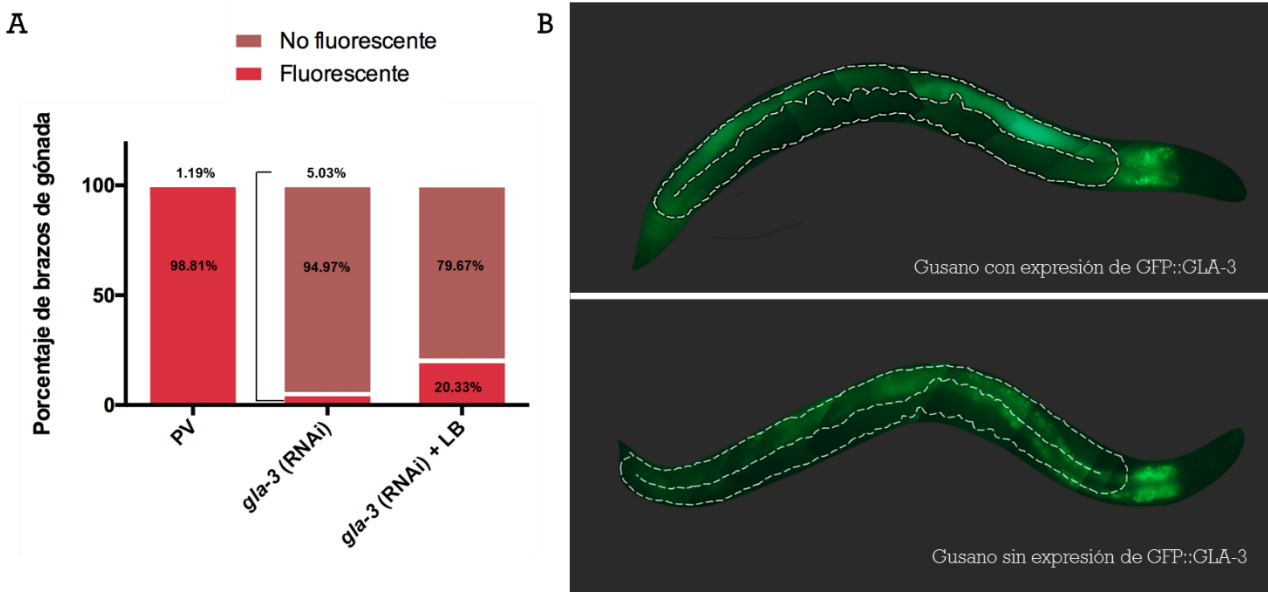 A
No fluorescente
Fluorescente
Porcentaje de brazos de gónada
100
50
0
1.19%
98.81%
5.03%
94.97%
79.67%
20.33%
PV
gla-3 (RNAi)
gla-3 (RNAi) + LB
B
Gusano con expresión de GFP::GLA-3
Gusano sin expresión de GFP::GLA-3